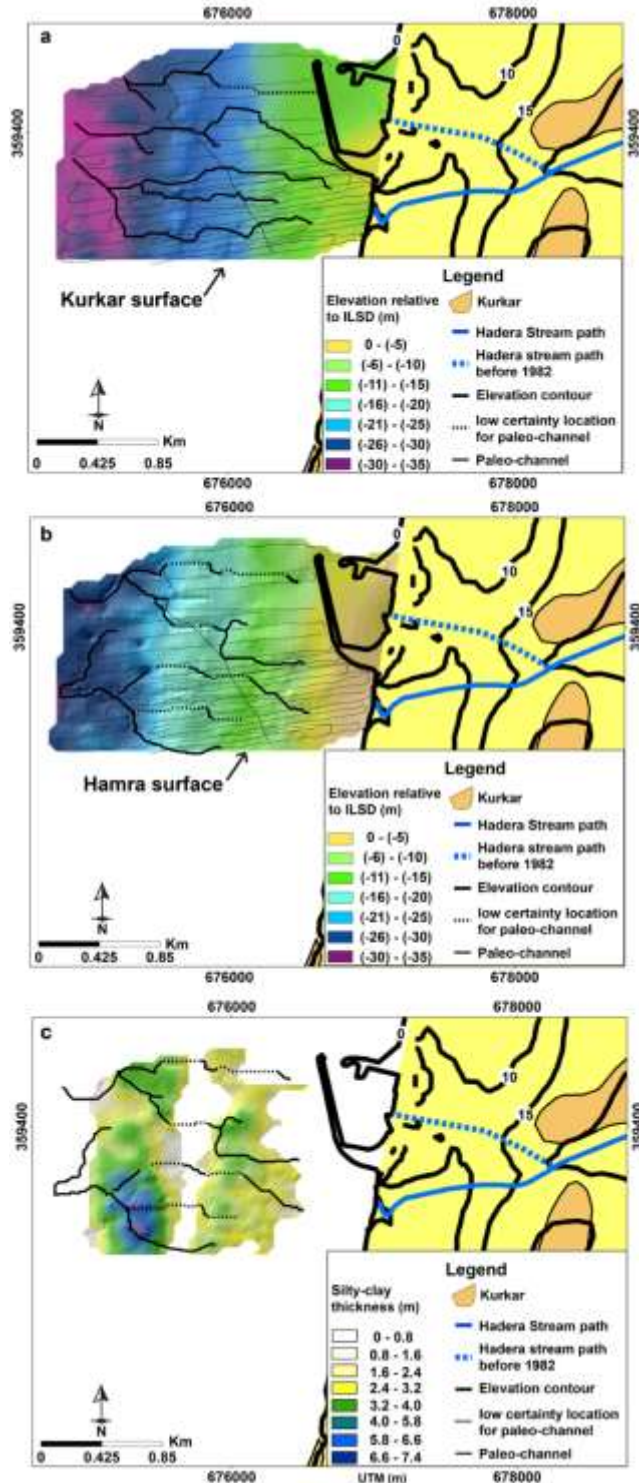 676000 678000
a
0
10
15
359400
359400
Kurkar surface
Legend
Elevation relative
to ILSD (m)
0 - (-5)
(-6) - (-10)
(-11) - (-15)
(-16) - (-20)
(-21) - (-25)
(-26) - (-30)
(-30) - (-35)
Kurkar
Hadera Stream path
Hadera stream path
before 1982
Elevation contour
low certainty location
for paleo-channel
Paleo-channel
N
Km
0 0.425 0.85
676000 678000
676000 678000
b
0
10
15
359400
359400
Hamra surface
Legend
Elevation relative
to ILSD (m)
0 - (-5)
(-6) - (-10)
(-11) - (-15)
(-16) - (-20)
(-21) - (-25)
(-26) - (-30)
(-30) - (-35)
Kurkar
Hadera Stream path
Hadera stream path
before 1982
Elevation contour
low certainty location
for paleo-channel
Paleo-channel
N
Km
0 0.425 0.85
676000 678000
676000 678000
c
0
10
15
359400
359400
Legend
Silty-clay
thickness (m)
0 - 0.8
0.8 - 1.6
1.6 - 2.4
2.4 - 3.2
3.2 - 4.0
4.0 - 5.8
5.8 - 6.6
6.6 - 7.4
Kurkar
Hadera Stream path
Hadera stream path
before 1982
Elevation contour
low certainty location
for paleo-channel
Paleo-channel
N
Km
0 0.425 0.85
676000 UTM (m) 678000